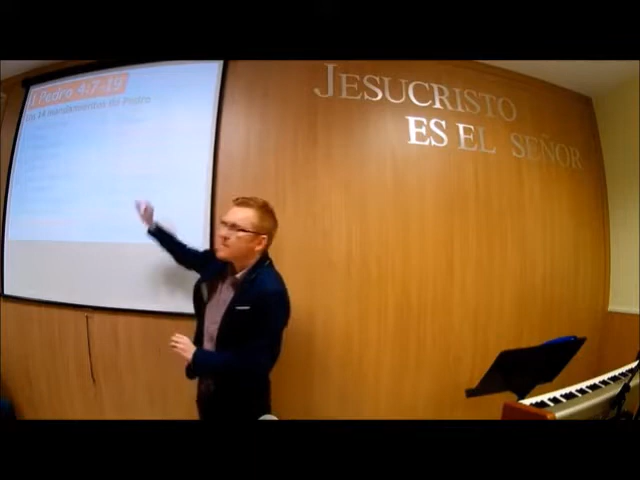 1 Pedro 4:7-19
Los 14 mandamientos de Pedro
JESUCRISTO
ES EL SEÑOR